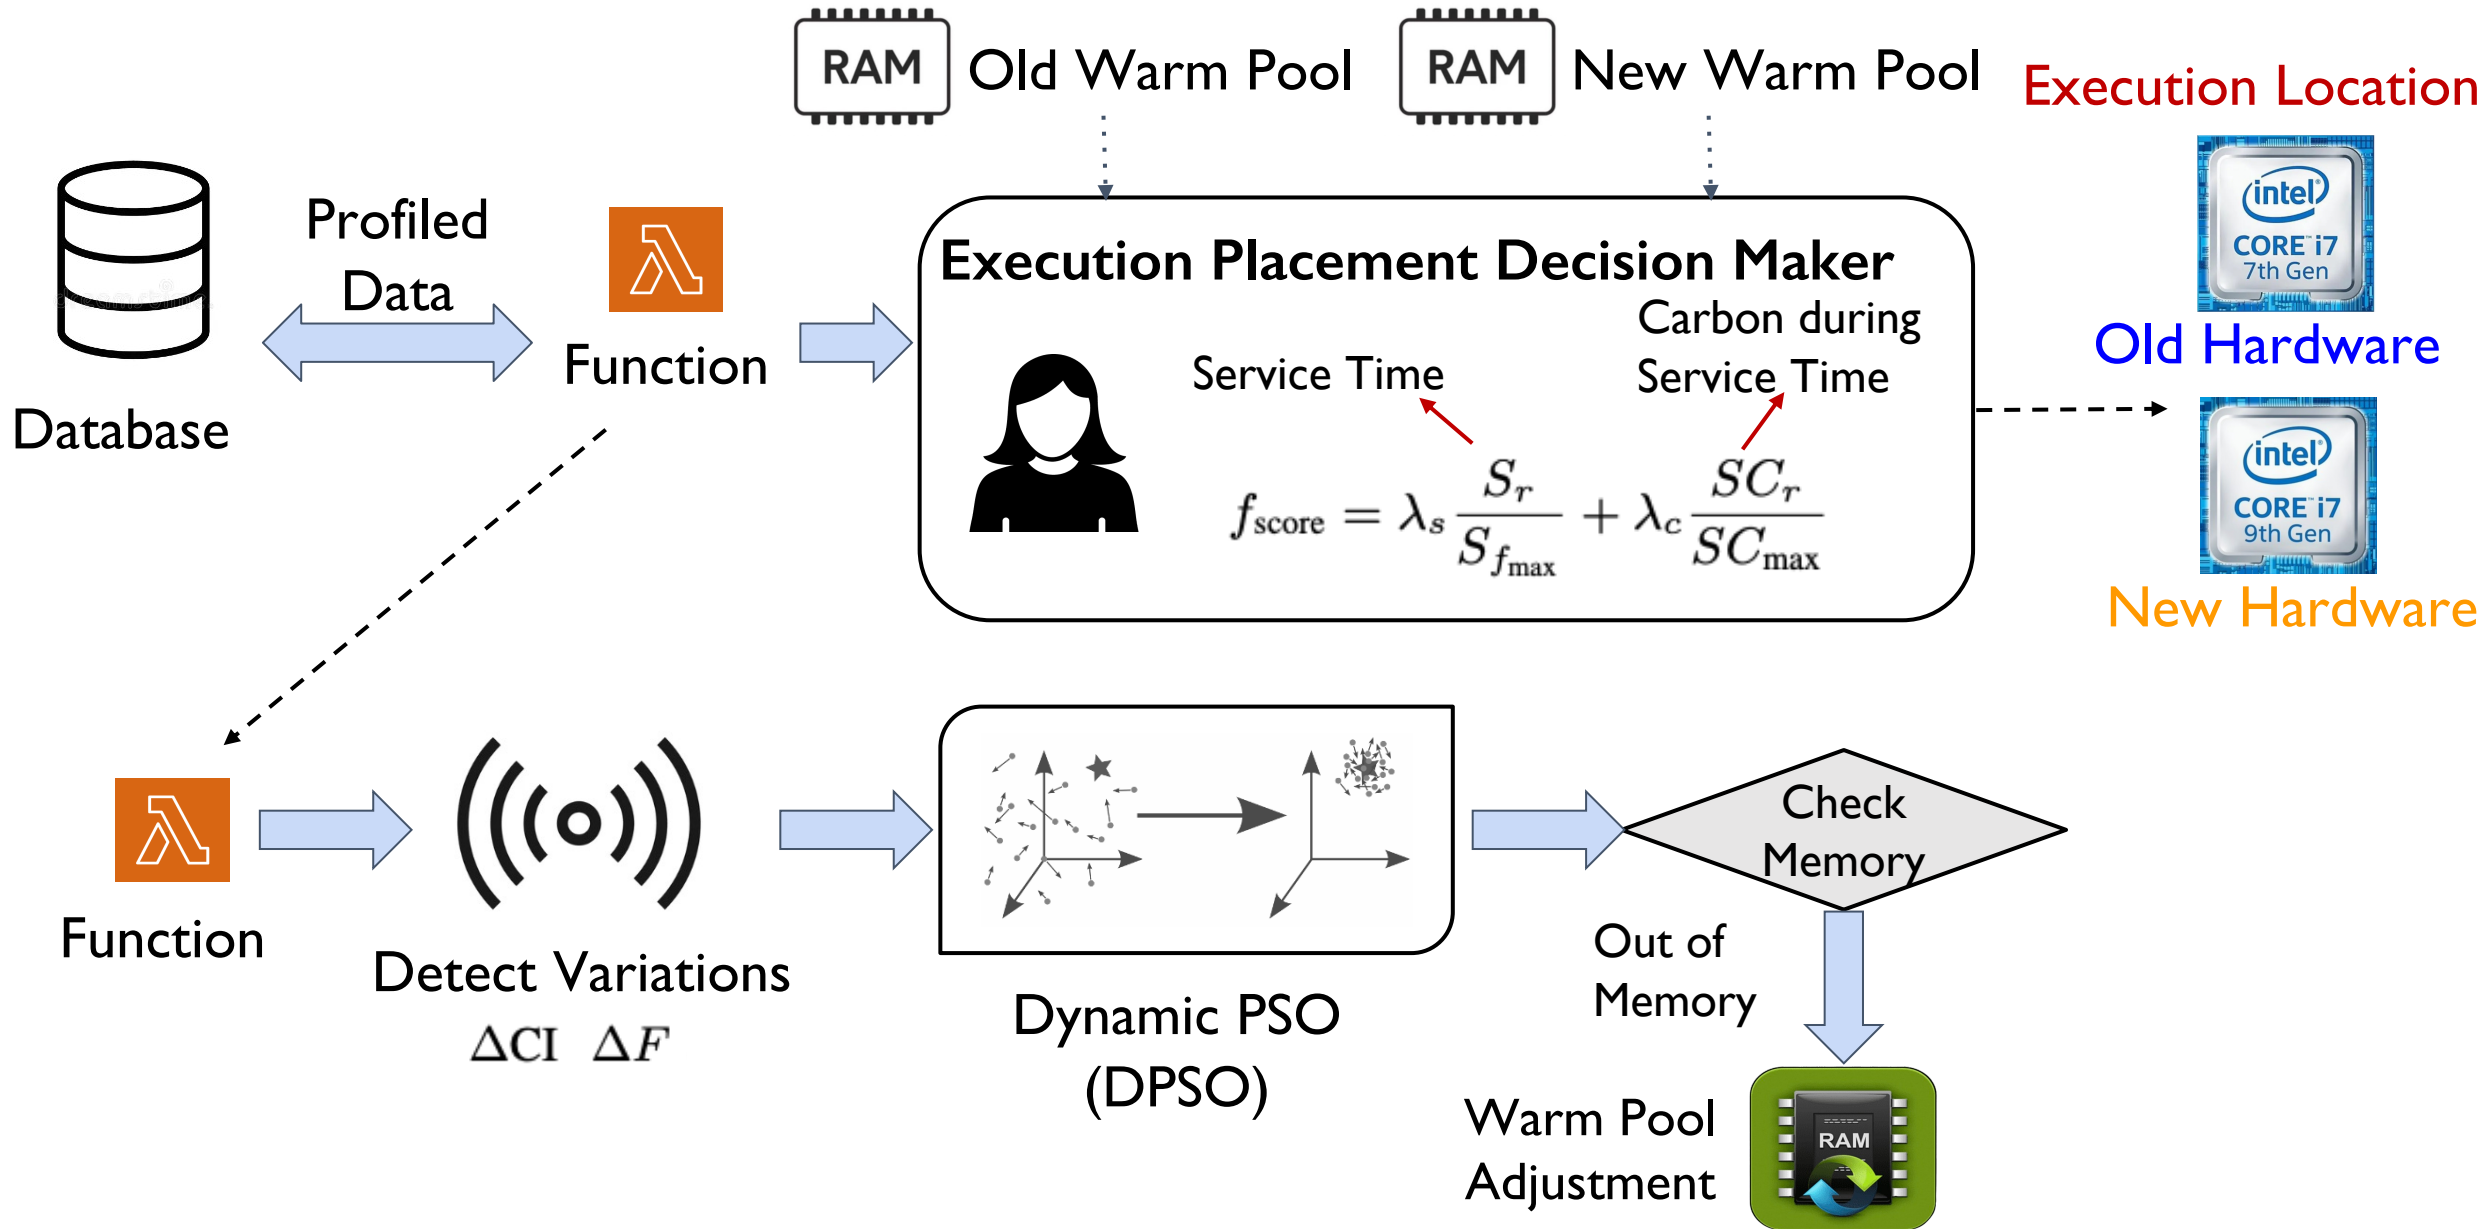 RAM
Old Warm Pool
RAM
New Warm Pool
Execution Location
Profiled
Data
Database
Function
Execution Placement Decision Maker
Service Time
Carbon during
Service Time
f_score = λ_s S_r / S_f_max + λ_c SC_r / SC_max
intel®
CORE™ i7
7th Gen
Old Hardware
intel®
CORE™ i7
9th Gen
New Hardware
Function
Detect Variations
ΔCI ΔF
Dynamic PSO
(DPSO)
Check
Memory
Out of
Memory
Warm Pool
Adjustment
RAM